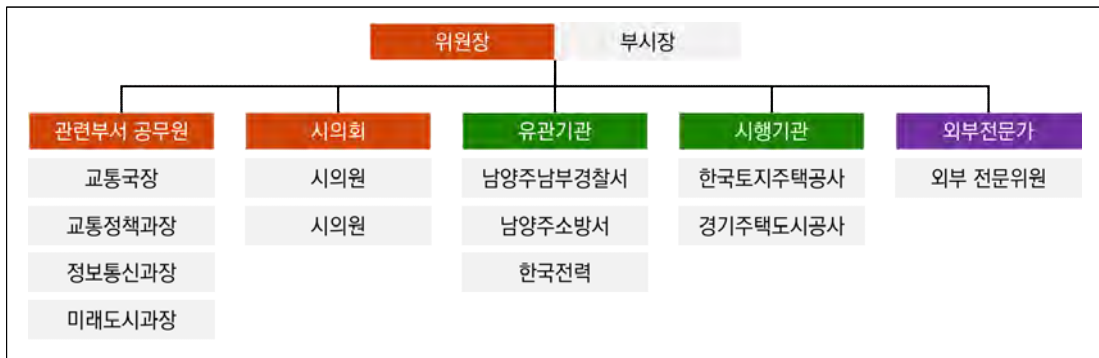 위원장 부시장
관련부서 공무원 시의회 유관기관 시행기관 외부전문가
교통국장 시의원 남양주남부경찰서 한국토지주택공사 외부 전문위원
교통정책과장 시의원 남양주소방서 경기주택도시공사
정보통신과장 한국전력
미래도시과장